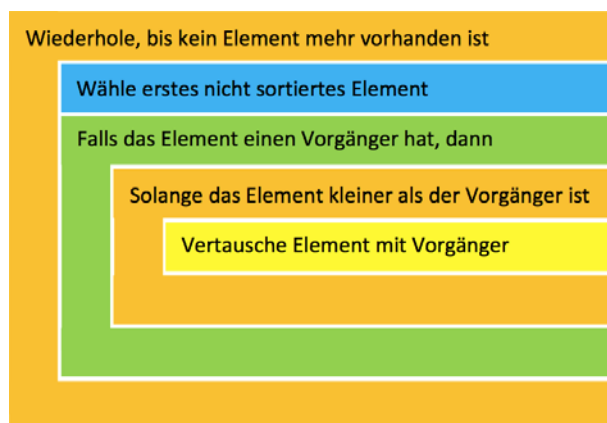 Wiederhole, bis kein Element mehr vorhanden ist
Wähle erstes nicht sortiertes Element
Falls das Element einen Vorgänger hat, dann
Solange das Element kleiner als der Vorgänger ist
Vertausche Element mit Vorgänger